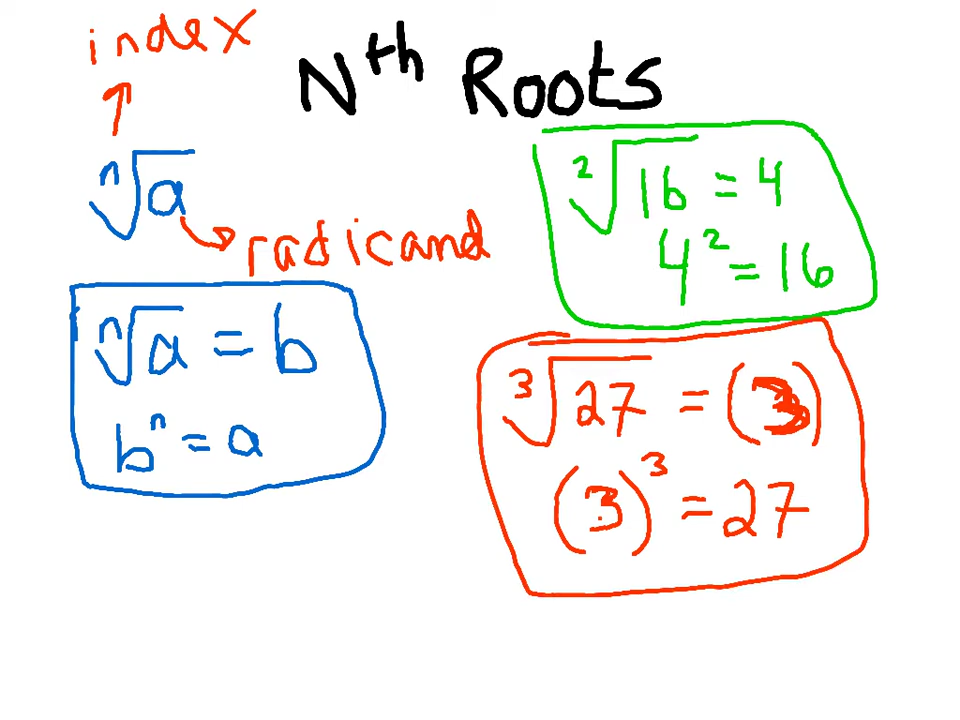 index
Nth Roots
ⁿ√a
radicand
ⁿ√a = b
bⁿ = a
²√16 = 4
4² = 16
³√27 = (3)
(3)³ = 27